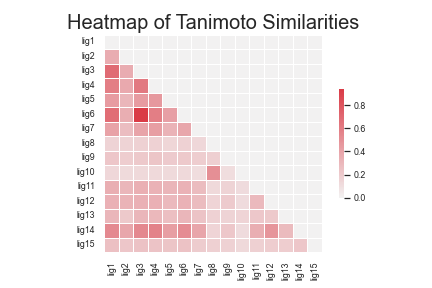 Heatmap of Tanimoto Similarities
lig1
lig2
lig3
lig4
lig5
lig6
lig7
lig8
lig9
lig10
lig11
lig12
lig13
lig14
lig15
0.8
0.6
0.4
0.2
0.0
lig1 lig2 lig3 lig4 lig5 lig6 lig7 lig8 lig9 lig10 lig11 lig12 lig13 lig14 lig15